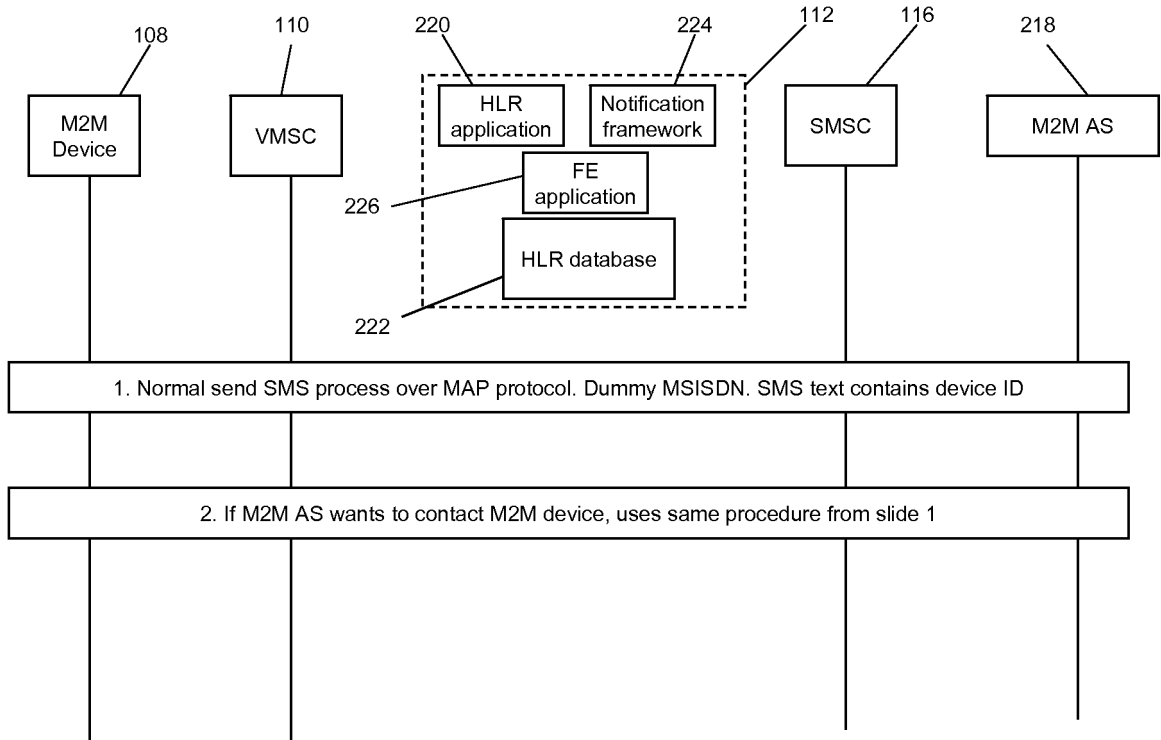 108
110
220
224
112
116
218
M2M
Device
VMSC
HLR
application
Notification
framework
SMSC
M2M AS
FE
application
226
HLR database
222
1. Normal send SMS process over MAP protocol. Dummy MSISDN. SMS text contains device ID
2. If M2M AS wants to contact M2M device, uses same procedure from slide 1